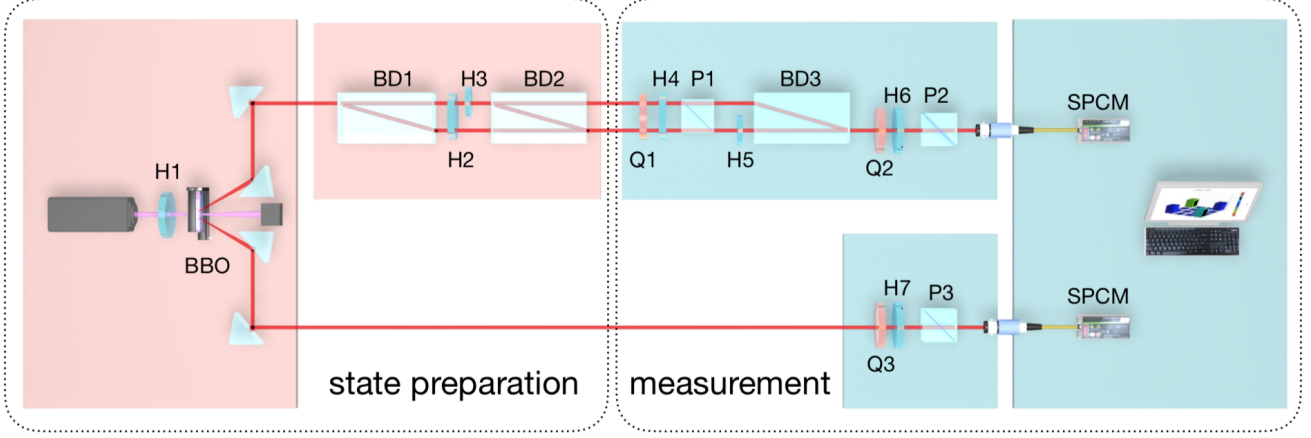 H1
BBO
BD1
H2
H3
BD2
Q1
H4
P1
H5
BD3
Q2
H6
P2
SPCM
Q3
H7
P3
SPCM
state preparation
measurement